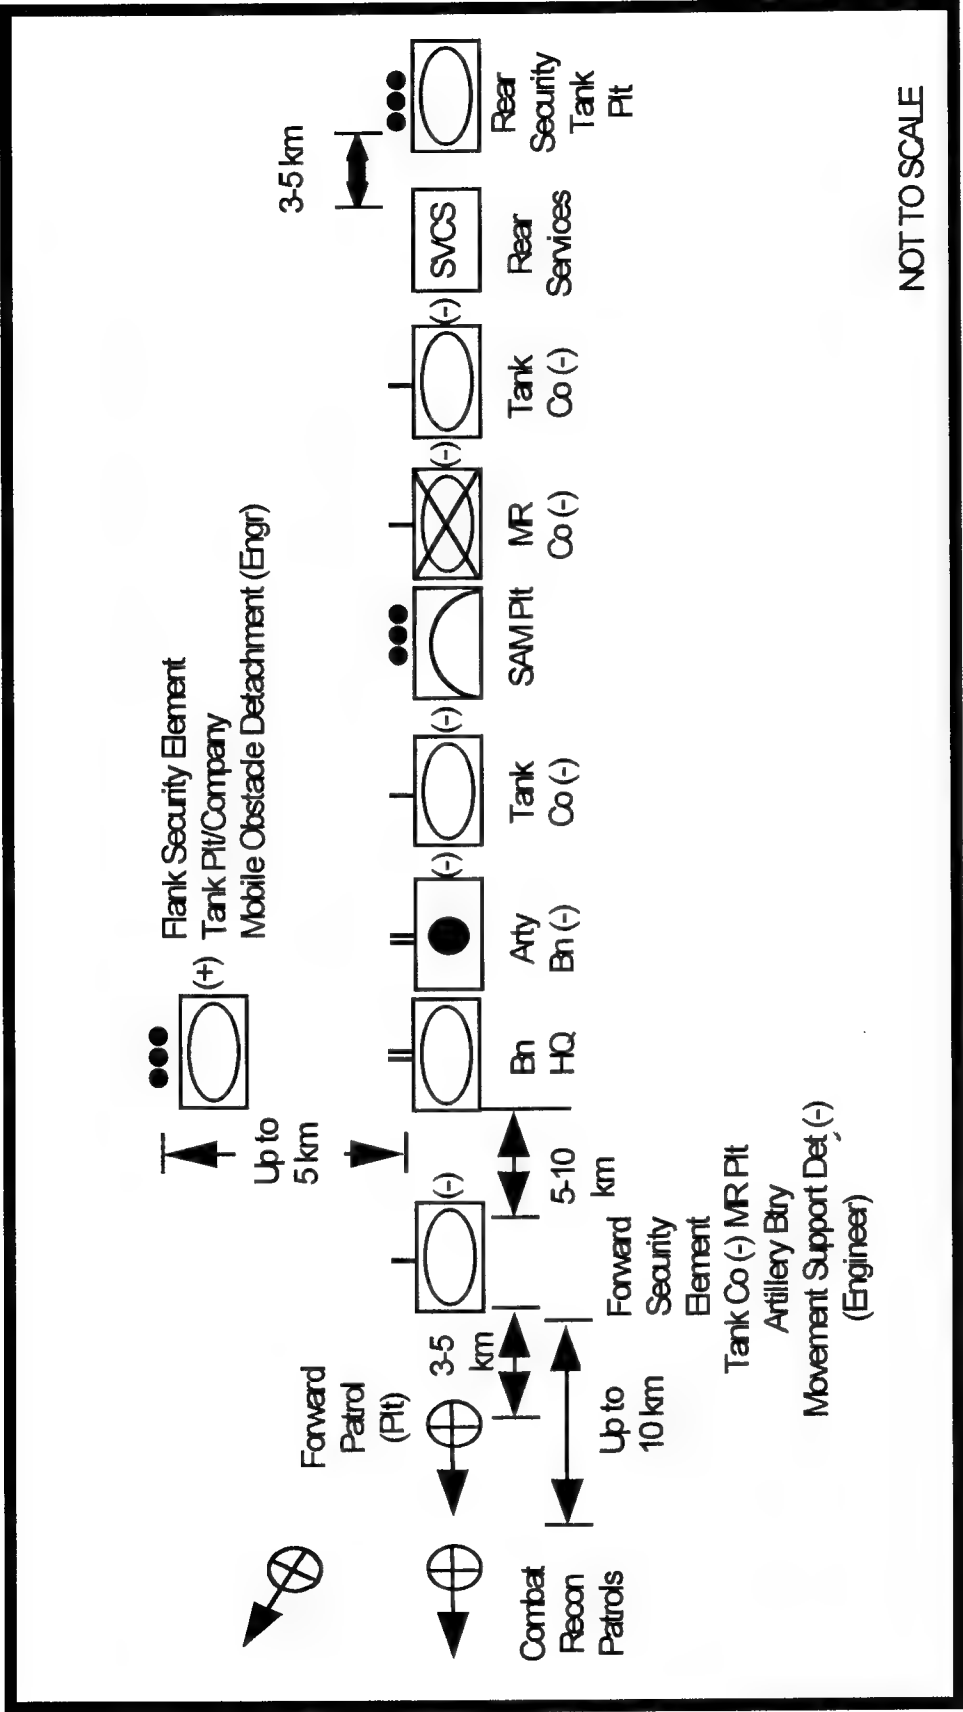 Flank Security Element
Tank Plt/Company
Mobile Obstacle Detachment (Engr)
(+)
Up to
5 km
3-5 km
Forward
Patrol
(Plt)
(-)
(-)
(-)
(-)
(-)
SVCS
3-5
km
Combat
Recon
Patrols
Up to
10 km
5-10
km
Forward
Security
Element
Tank Co (-) MR Plt
Artillery Btry
Movement Support Det (-)
(Engineer)
Bn
HQ
Arty
Bn (-)
Tank
Co (-)
SAM Plt
MR
Co (-)
Tank
Co (-)
Rear
Services
Rear
Security
Tank
Plt
NOT TO SCALE